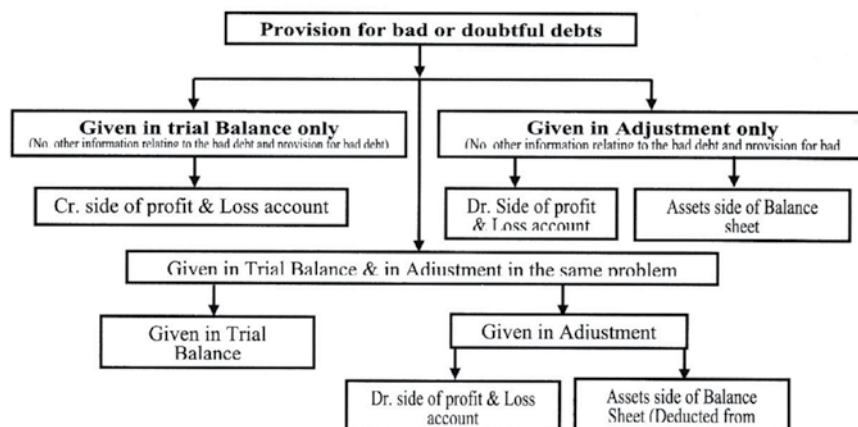 Provision for bad or doubtful debts
Given in trial Balance only
(No other information relating to the bad debt and provision for bad debt)
Given in Adjustment only
(No other information relating to the bad debt and provision for bad
Cr. side of profit & Loss account
Dr. Side of profit
& Loss account
Assets side of Balance
sheet
Given in Trial Balance & in Adjustment in the same problem
Given in Trial
Balance
Given in Adjustment
Dr. side of profit & Loss
account
Assets side of Balance
Sheet (Deducted from